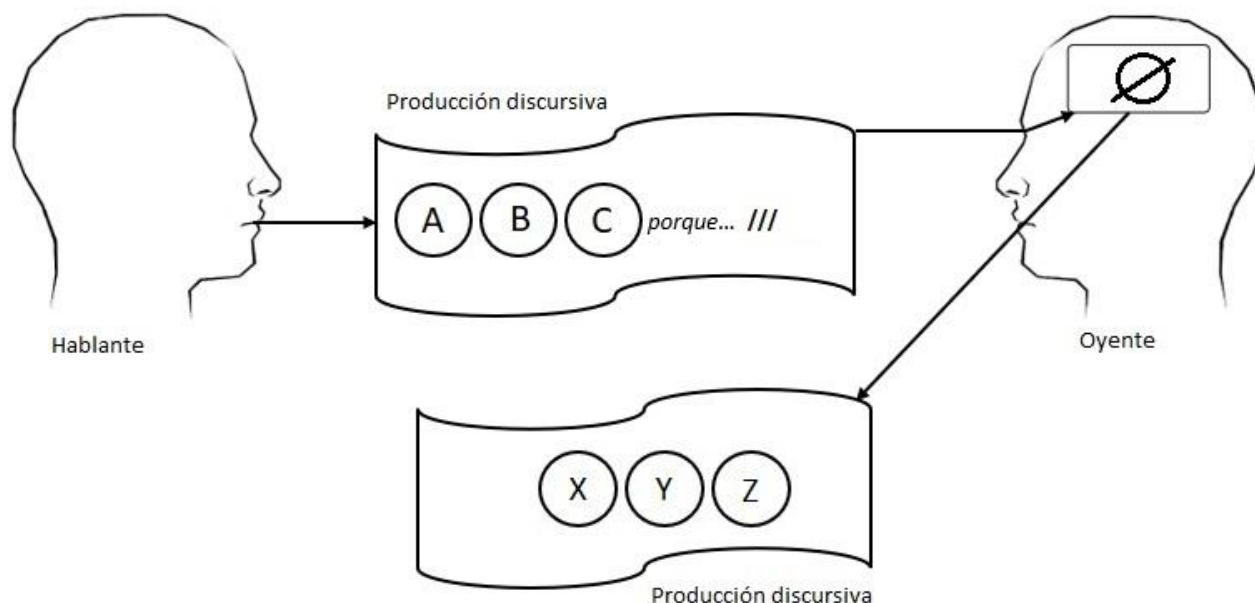 Producción discursiva
A B C porque... ///
Ø
Hablante
Oyente
X Y Z
Producción discursiva